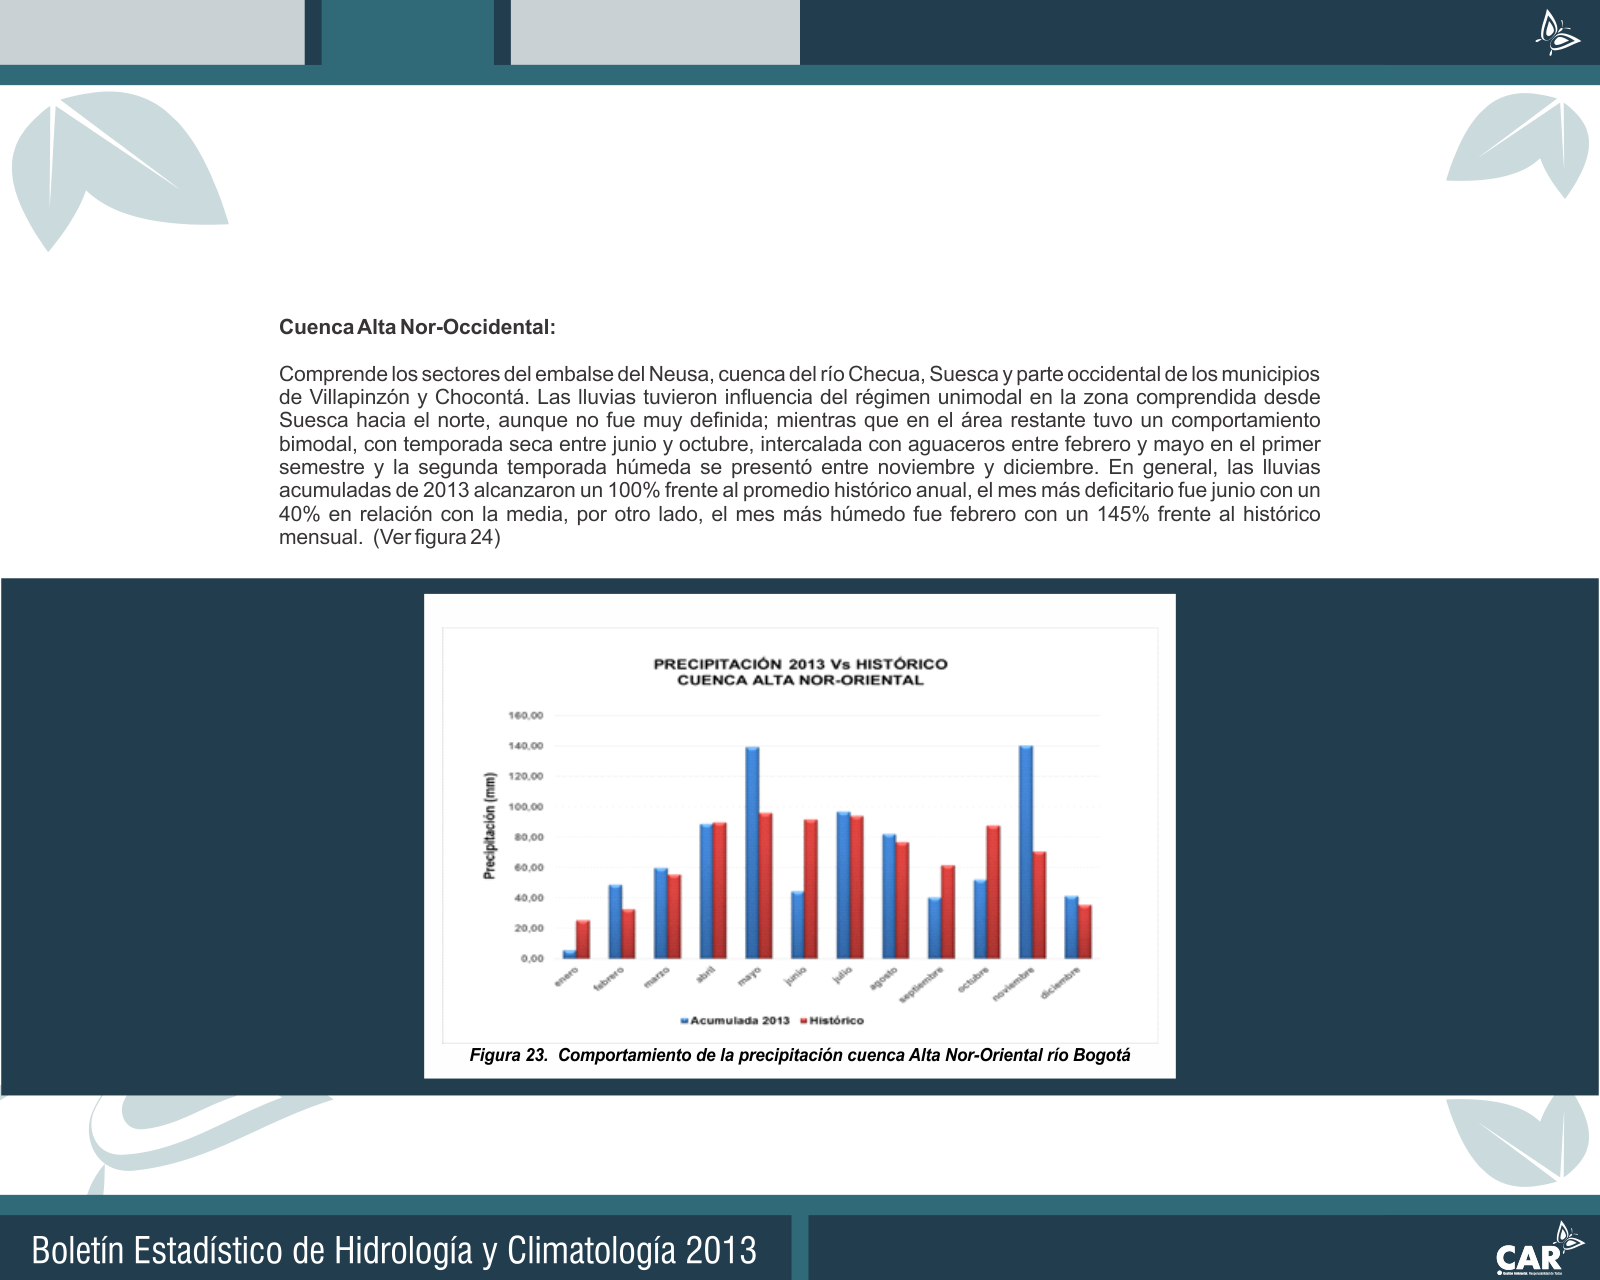 Cuenca Alta Nor-Occidental:
Comprende los sectores del embalse del Neusa, cuenca del río Checua, Suesca y parte occidental de los municipios
de Villapinzón y Chocontá. Las lluvias tuvieron influencia del régimen unimodal en la zona comprendida desde
Suesca hacia el norte, aunque no fue muy definida; mientras que en el área restante tuvo un comportamiento
bimodal, con temporada seca entre junio y octubre, intercalada con aguaceros entre febrero y mayo en el primer
semestre y la segunda temporada húmeda se presentó entre noviembre y diciembre. En general, las lluvias
acumuladas de 2013 alcanzaron un 100% frente al promedio histórico anual, el mes más deficitario fue junio con un
40% en relación con la media, por otro lado, el mes más húmedo fue febrero con un 145% frente al histórico
mensual. (Ver figura 24)
PRECIPITACIÓN 2013 Vs HISTÓRICO
CUENCA ALTA NOR-ORIENTAL
Precipitación (mm)
160,00
140,00
120,00
100,00
80,00
60,00
40,00
20,00
0,00
enero
febrero
marzo
abril
mayo
junio
julio
agosto
septiembre
octubre
noviembre
diciembre
Acumulada 2013 Histórico
Figura 23. Comportamiento de la precipitación cuenca Alta Nor-Oriental río Bogotá
Boletín Estadístico de Hidrología y Climatología 2013
CAR